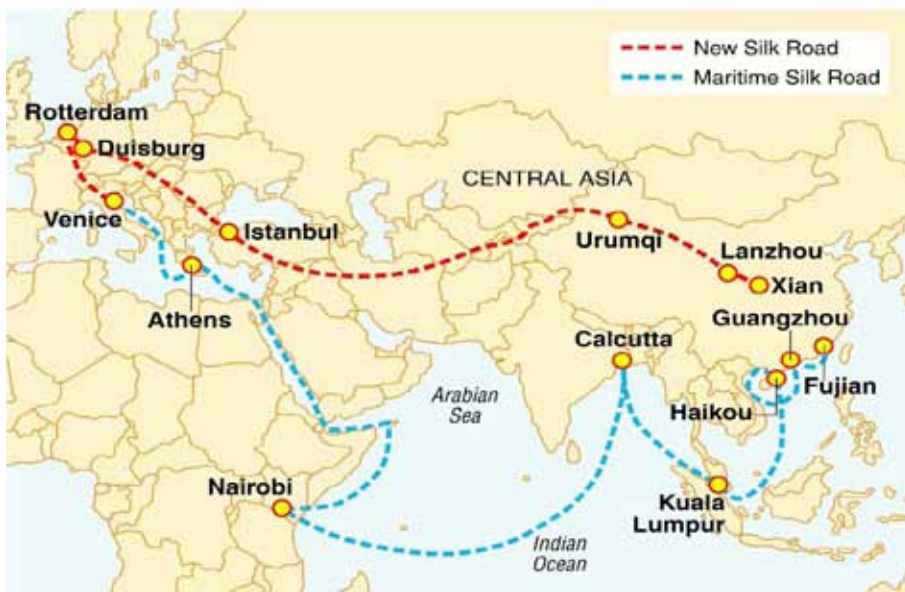 New Silk Road
Maritime Silk Road
Rotterdam
Duisburg
CENTRAL ASIA
Venice
Istanbul
Urumqi
Lanzhou
Xian
Athens
Guangzhou
Calcutta
Fujian
Arabian
Sea
Haikou
Nairobi
Kuala
Lumpur
Indian
Ocean